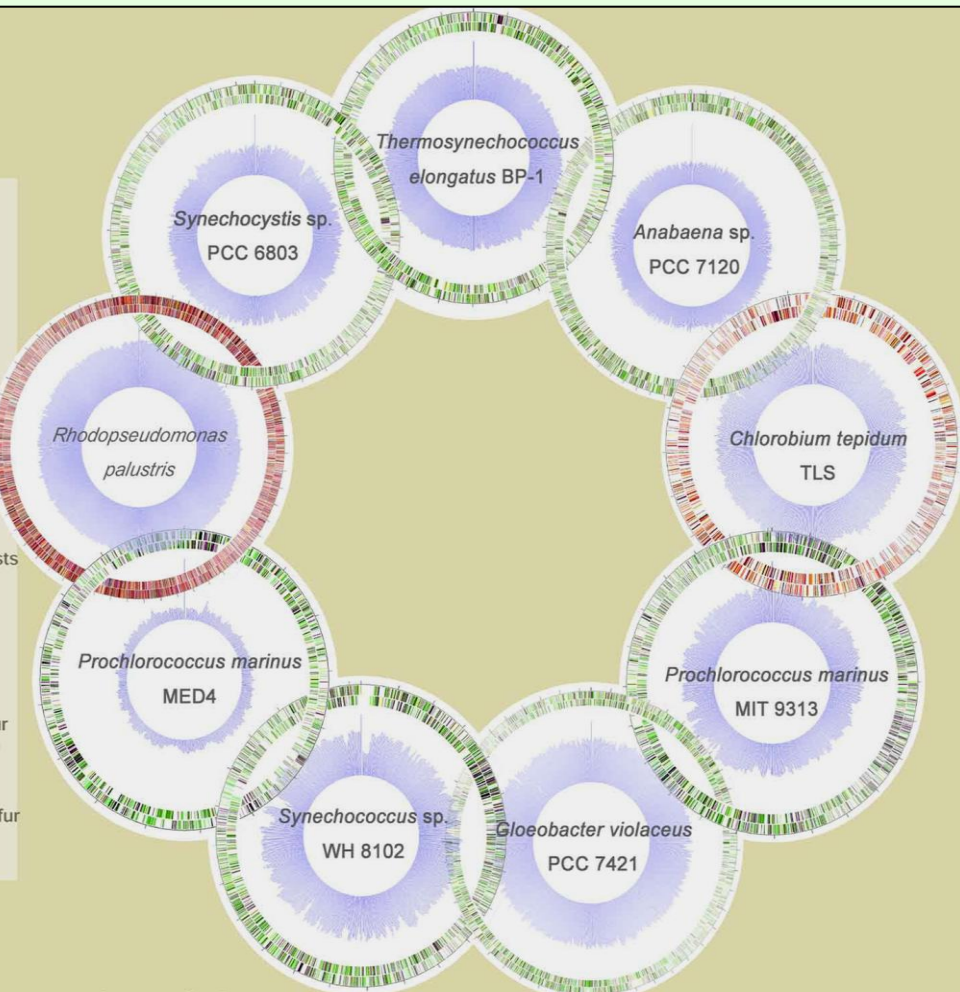 Thermosynechococcus
elongatus BP-1
Synechocystis sp.
PCC 6803
Anabaena sp.
PCC 7120
Rhodopseudomonas
palustris
Chlorobium tepidum
TLS
Prochlorococcus marinus
MED4
Prochlorococcus marinus
MIT 9313
Synechococcus sp.
WH 8102
Gloeobacter violaceus
PCC 7421